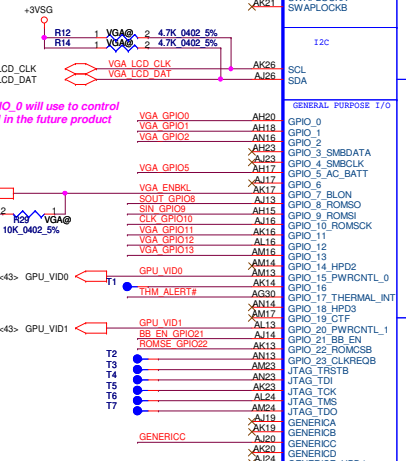 AK21 SWAPLOCKB
+3VSG
R12 1 VGA@ 2 4.7K_0402_5%
R14 1 VGA@ 2 4.7K_0402_5%
I2C
LCD_CLK VGA_LCD_CLK AK26 SCL
LCD_DAT VGA_LCD_DAT AJ26 SDA
IO_0 will use to control
in the future product
GENERAL PURPOSE I/O
VGA_GPIO0 AH20 GPIO_0
VGA_GPIO1 AH18 GPIO_1
VGA_GPIO2 AN16 GPIO_2
AH23 GPIO_3_SMBDATA
AJ23 GPIO_4_SMBCLK
VGA_GPIO5 AH17 GPIO_5_AC_BATT
AJ17 GPIO_6
VGA_ENBKL AK17 GPIO_7_BLON
SOUT_GPIO8 AJ13 GPIO_8_ROMSO
SIN_GPIO9 AH15 GPIO_9_ROMSI
CLK_GPIO10 AJ16 GPIO_10_ROMSCK
VGA_GPIO11 AK16 GPIO_11
VGA_GPIO12 AL16 GPIO_12
VGA_GPIO13 AM16 GPIO_13
2 R29 VGA@
10K_0402_5%
AM14 GPIO_14_HPD2
<43> GPU_VID0 GPU_VID0 AM13 GPIO_15_PWRCNTL_0
T1 AK14 GPIO_16
THM_ALERT# AG30 GPIO_17_THERMAL_INT
AN14 GPIO_18_HPD3
AM17 GPIO_19_CTF
<43> GPU_VID1 GPU_VID1 AL13 GPIO_20_PWRCNTL_1
BB_EN_GPIO21 AJ14 GPIO_21_BB_EN
ROMSE_GPIO22 AK13 GPIO_22_ROMCSB
T2 AN13 GPIO_23_CLKREQB
T3 AM23 JTAG_TRSTB
T4 AN23 JTAG_TDI
T5 AK23 JTAG_TCK
T6 AL24 JTAG_TMS
T7 AM24 JTAG_TDO
AJ19 GENERICA
AK19 GENERICB
GENERICC AJ20 GENERICC
AK20 GENERICD
AJ24